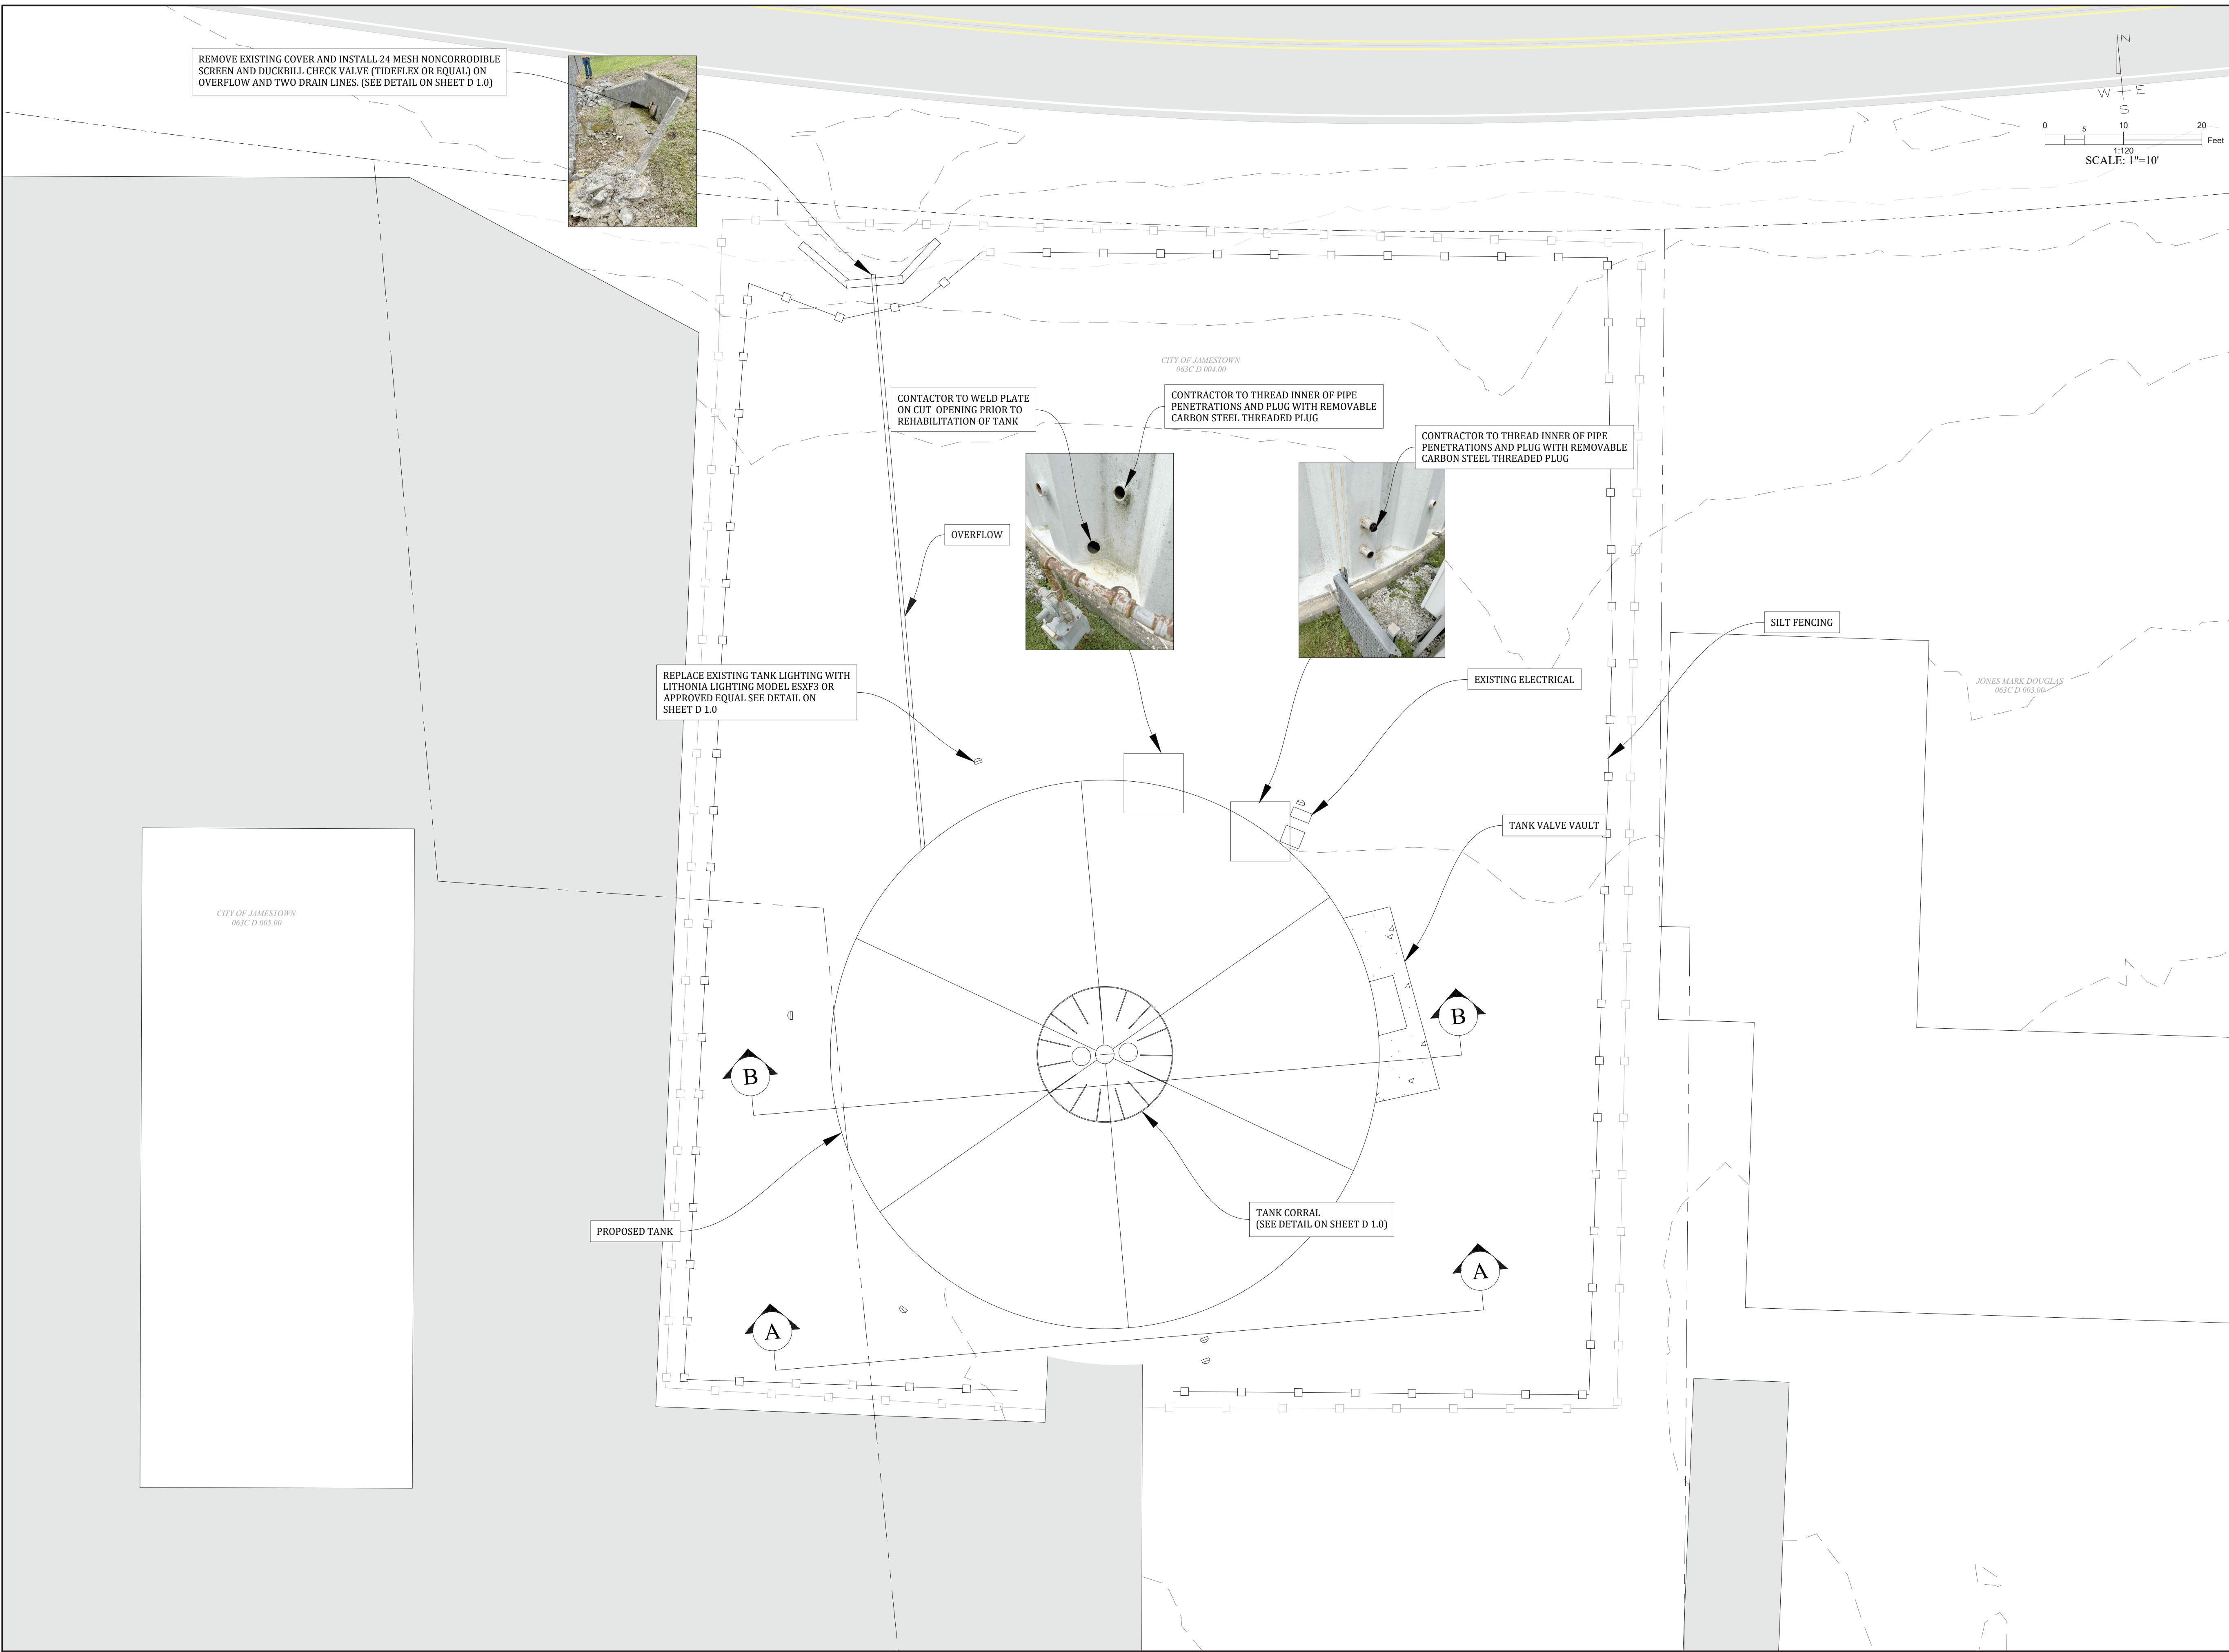 REMOVE EXISTING COVER AND INSTALL 24 MESH NONCORRODIBLE
SCREEN AND DUCKBILL CHECK VALVE (TIDEFLEX OR EQUAL) ON
OVERFLOW AND TWO DRAIN LINES. (SEE DETAIL ON SHEET D 1.0)
N
W E
S
0 5 10 20 Feet
1:120
SCALE: 1"=10'
CITY OF JAMESTOWN
063C D 004.00
CONTACTOR TO WELD PLATE
ON CUT OPENING PRIOR TO
REHABILITATION OF TANK
CONTRACTOR TO THREAD INNER OF PIPE
PENETRATIONS AND PLUG WITH REMOVABLE
CARBON STEEL THREADED PLUG
CONTRACTOR TO THREAD INNER OF PIPE
PENETRATIONS AND PLUG WITH REMOVABLE
CARBON STEEL THREADED PLUG
OVERFLOW
SILT FENCING
REPLACE EXISTING TANK LIGHTING WITH
LITHONIA LIGHTING MODEL ESXF3 OR
APPROVED EQUAL SEE DETAIL ON
SHEET D 1.0
EXISTING ELECTRICAL
JONES MARK DOUGLAS
063C D 003.00
TANK VALVE VAULT
CITY OF JAMESTOWN
063C D 005.00
B
B
PROPOSED TANK
TANK CORRAL
(SEE DETAIL ON SHEET D 1.0)
A
A